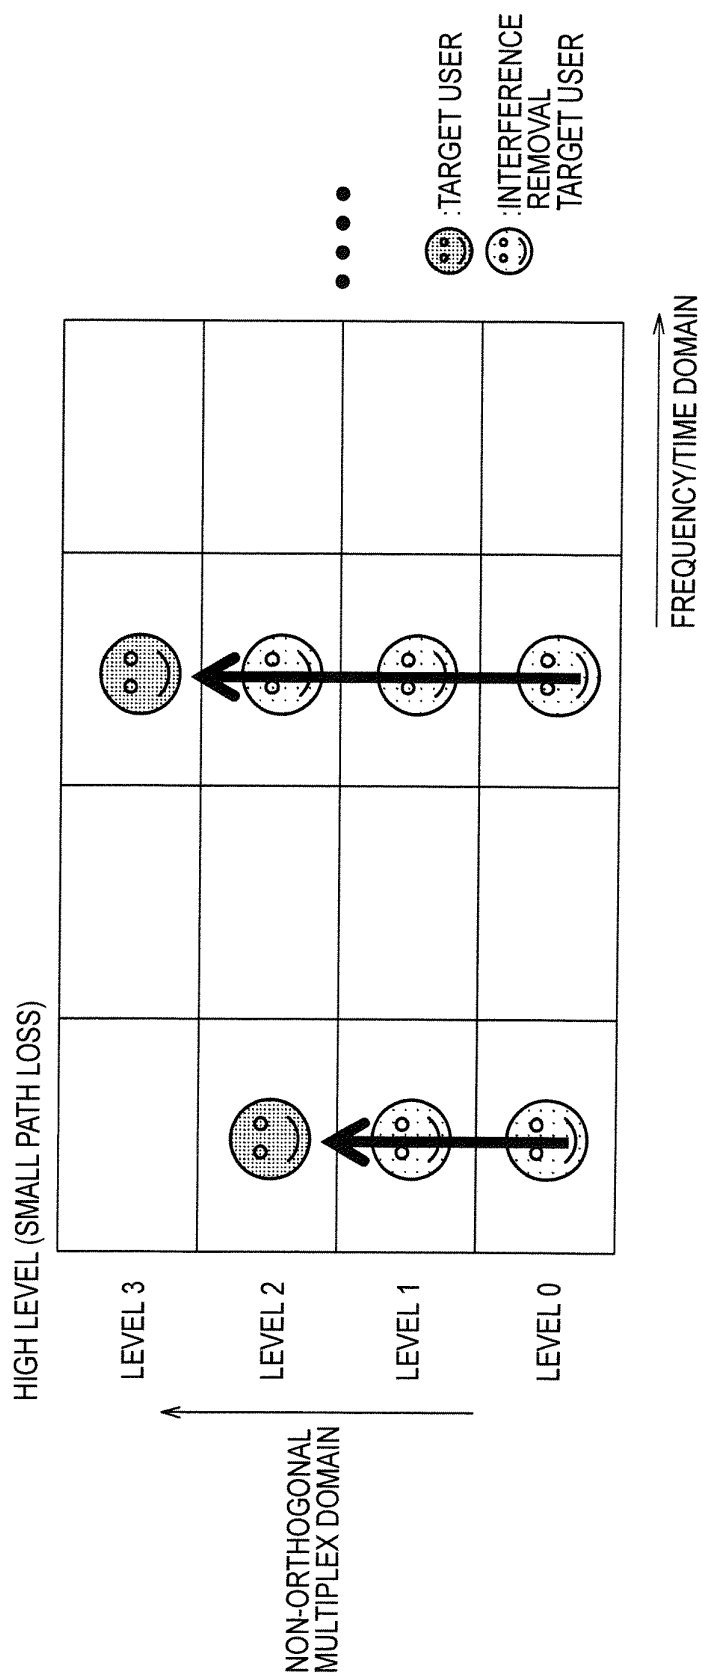 HIGH LEVEL (SMALL PATH LOSS)
NON-ORTHOGONAL
MULTIPLEX DOMAIN
LEVEL 3
LEVEL 2
LEVEL 1
LEVEL 0
FREQUENCY/TIME DOMAIN
:TARGET USER
:INTERFERENCE
REMOVAL
TARGET USER